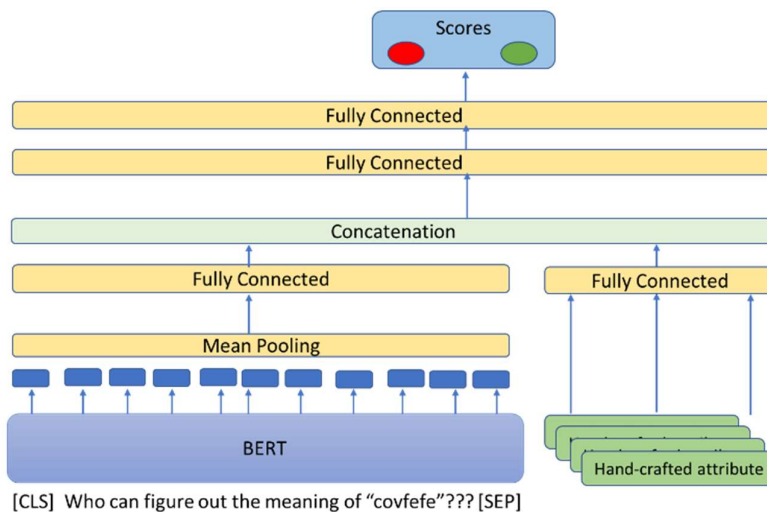 Scores
Fully Connected
Fully Connected
Concatenation
Fully Connected
Fully Connected
Mean Pooling
BERT
Hand-crafted attribute
[CLS] Who can figure out the meaning of “covfefe”??? [SEP]